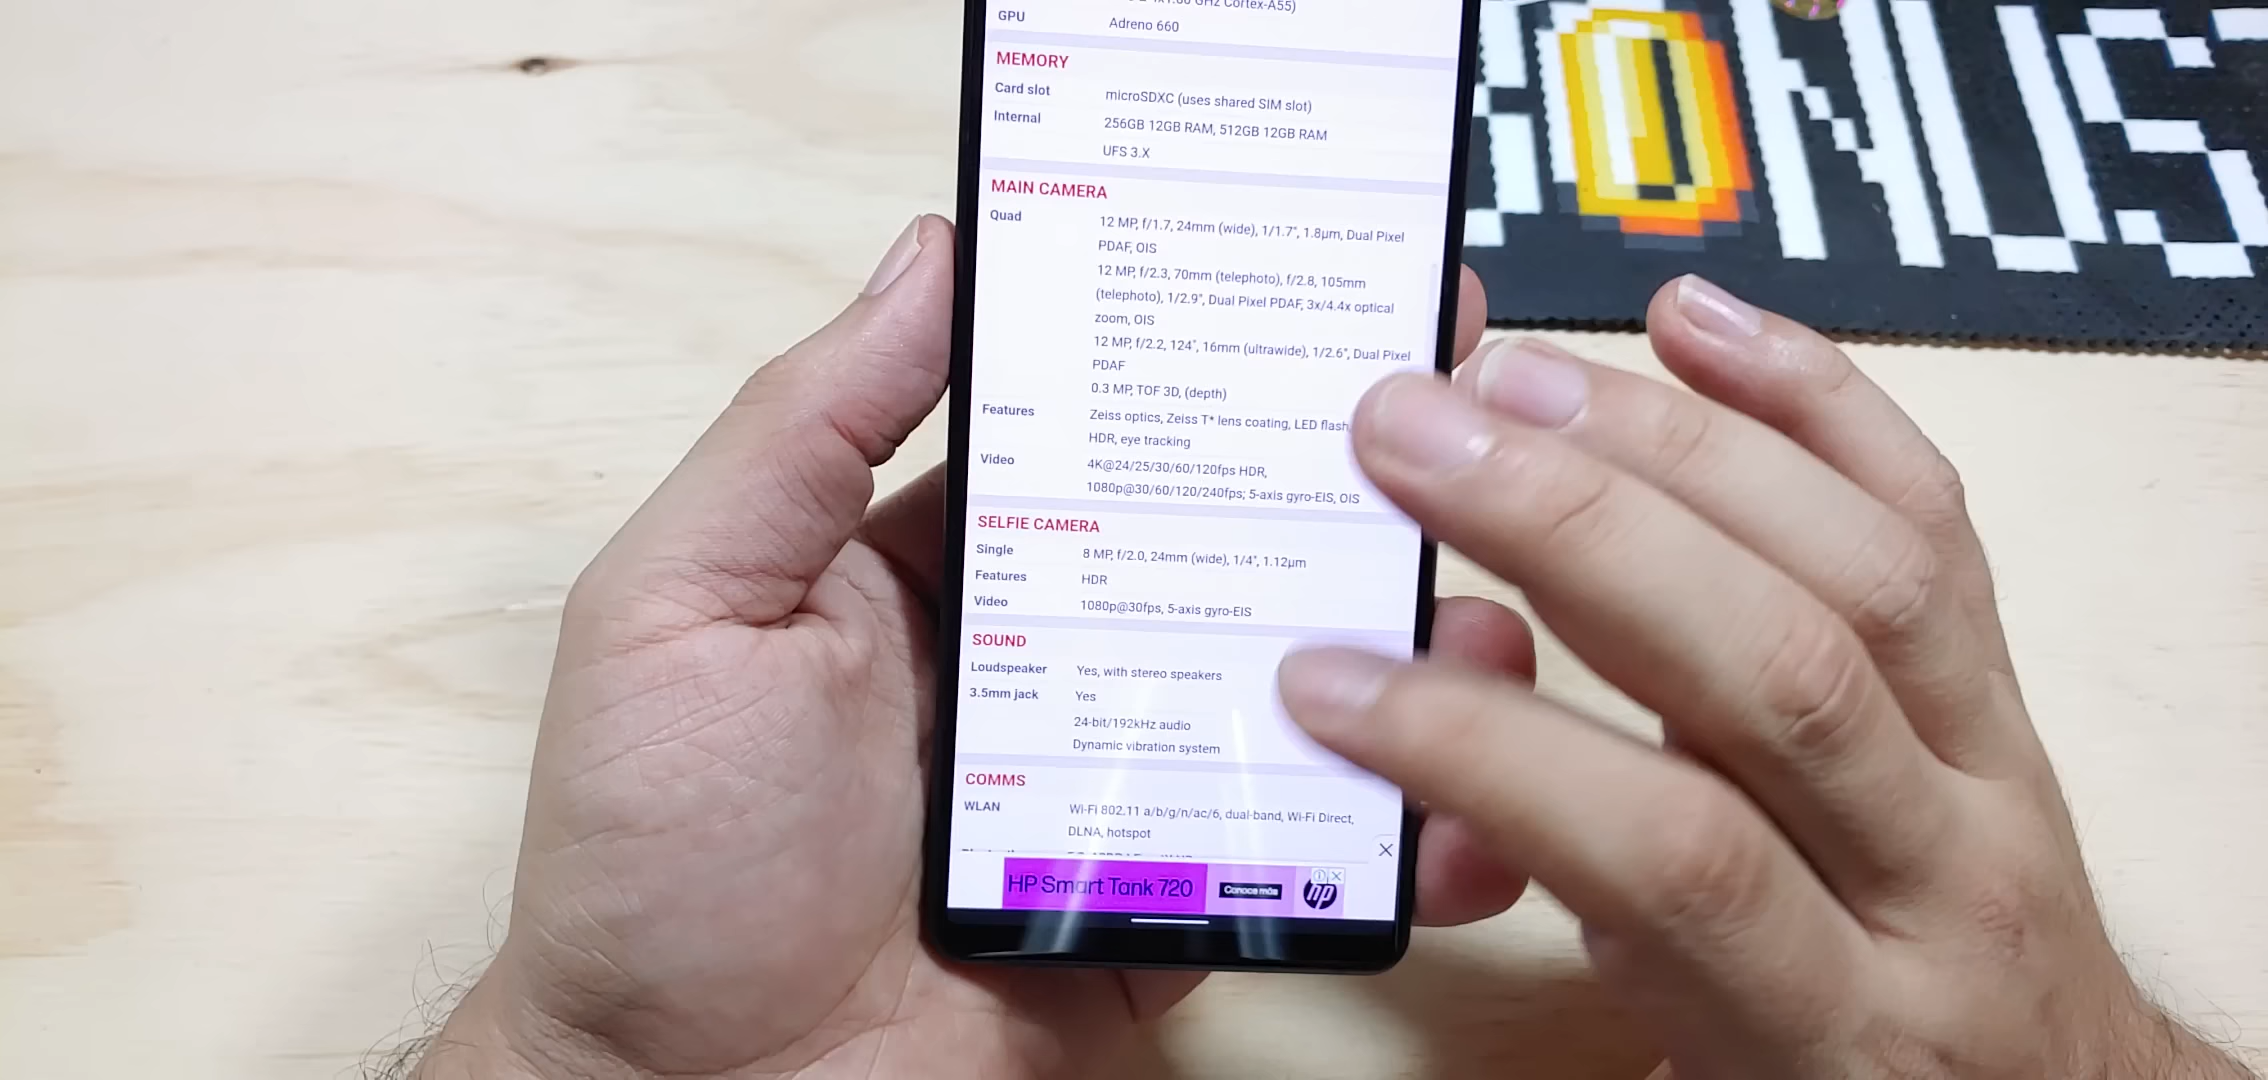 GHz Cortex-A55)
GPU Adreno 660
MEMORY
Card slot microSDXC (uses shared SIM slot)
Internal 256GB 12GB RAM, 512GB 12GB RAM
UFS 3.X
MAIN CAMERA
Quad 12 MP, f/1.7, 24mm (wide), 1/1.7", 1.8µm, Dual Pixel
PDAF, OIS
12 MP, f/2.3, 70mm (telephoto), f/2.8, 105mm
(telephoto), 1/2.9", Dual Pixel PDAF, 3x/4.4x optical
zoom, OIS
12 MP, f/2.2, 124˚, 16mm (ultrawide), 1/2.6", Dual Pixel
PDAF
0.3 MP, TOF 3D, (depth)
Features Zeiss optics, Zeiss T* lens coating, LED flash,
HDR, eye tracking
Video 4K@24/25/30/60/120fps HDR,
1080p@30/60/120/240fps; 5-axis gyro-EIS, OIS
SELFIE CAMERA
Single 8 MP, f/2.0, 24mm (wide), 1/4", 1.12µm
Features HDR
Video 1080p@30fps, 5-axis gyro-EIS
SOUND
Loudspeaker Yes, with stereo speakers
3.5mm jack Yes
24-bit/192kHz audio
Dynamic vibration system
COMMS
WLAN Wi-Fi 802.11 a/b/g/n/ac/6, dual-band, Wi-Fi Direct,
DLNA, hotspot
HP Smart Tank 720 Conoce más hp